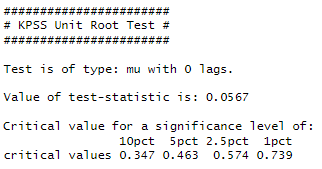 #######################
# KPSS Unit Root Test #
#######################
Test is of type: mu with 0 lags.
Value of test-statistic is: 0.0567
Critical value for a significance level of:
10pct 5pct 2.5pct 1pct
critical values 0.347 0.463 0.574 0.739